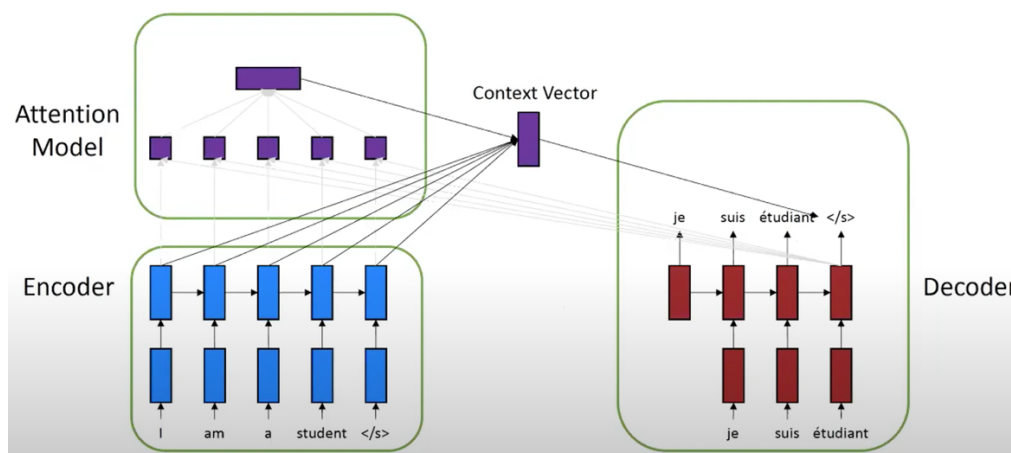 Attention
Model
Context Vector
je suis étudiant </s>
Encoder
Decoder
I am a student </s>
je suis étudiant